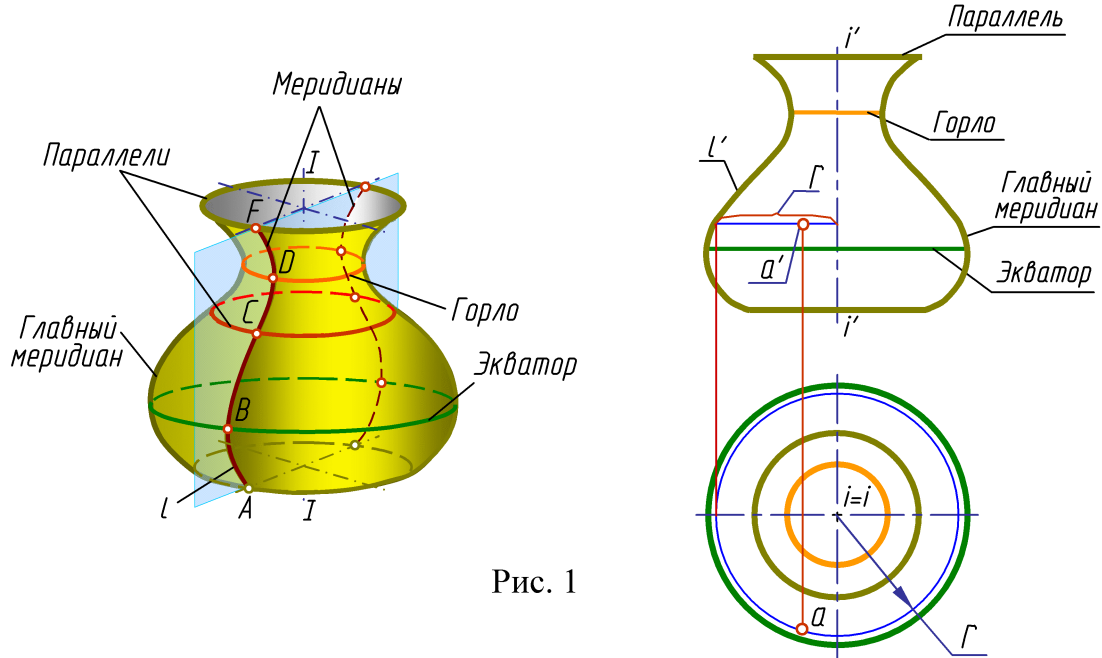 Меридианы
Параллели
I
F
D
C
Горло
Главный
меридиан
Экватор
B
l
A
I
Рис. 1
i′
Параллель
Горло
l′
Г
Главный
меридиан
a′
Экватор
i′
i=i
a
Г